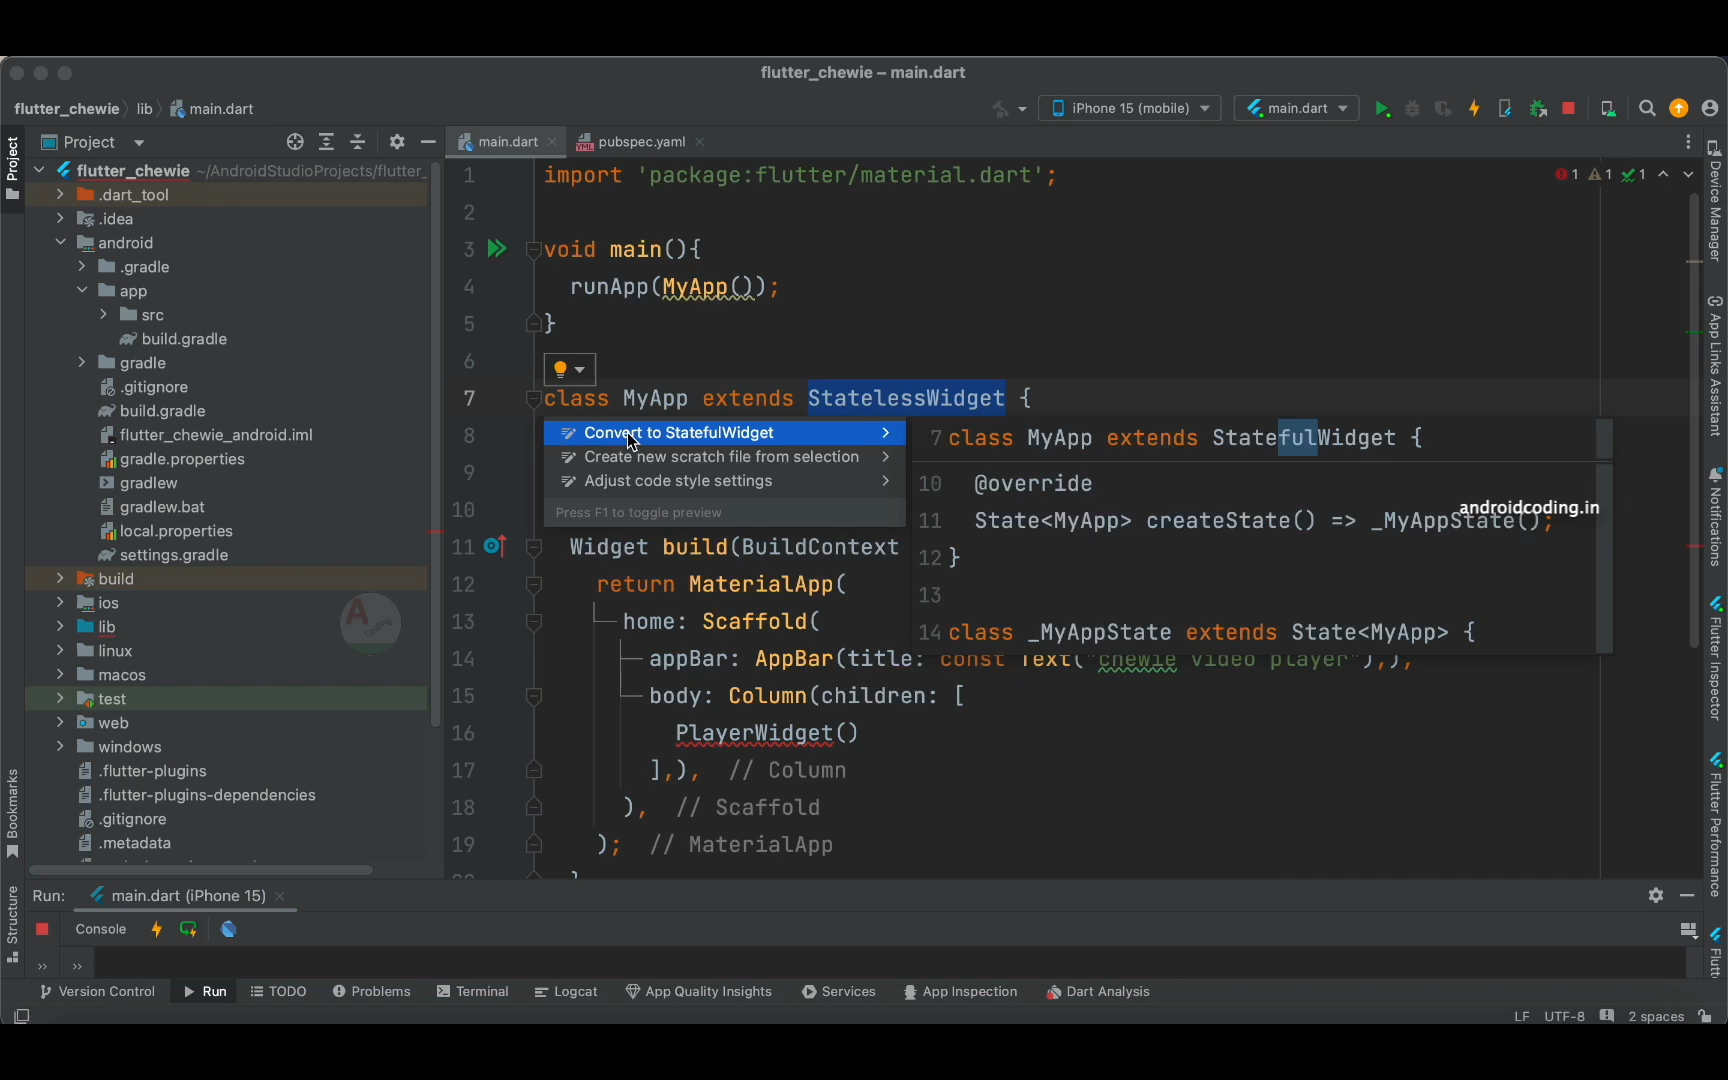 flutter_chewie – main.dart
flutter_chewie lib main.dart
iPhone 15 (mobile) main.dart
Project
main.dart
pubspec.yaml
Project
flutter_chewie ~/AndroidStudioProjects/flutter_
.dart_tool
.idea
android
.gradle
app
src
build.gradle
gradle
.gitignore
build.gradle
flutter_chewie_android.iml
gradle.properties
gradlew
gradlew.bat
local.properties
settings.gradle
build
ios
lib
linux
macos
test
web
windows
.flutter-plugins
.flutter-plugins-dependencies
.gitignore
.metadata
A Coding
Bookmarks
Structure
1 import 'package:flutter/material.dart';
1 1 1
2
3 void main(){
4 runApp(MyApp());
5 }
6
7 class MyApp extends StatelessWidget {
8
9
10
11 Widget build(BuildContext
12 return MaterialApp(
13 home: Scaffold(
14 appBar: AppBar(title: const Text("chewie video player"),),
15 body: Column(children: [
16 PlayerWidget()
17 ],), // Column
18 ), // Scaffold
19 ); // MaterialApp
20 }
Convert to StatefulWidget
Create new scratch file from selection
Adjust code style settings
Press F1 to toggle preview
7 class MyApp extends StatefulWidget {
10 @override
androidcoding.in
11 State<MyApp> createState() => _MyAppState();
12 }
13
14 class _MyAppState extends State<MyApp> {
Device Manager
App Links Assistant
Notifications
Flutter Inspector
Flutter Performance
Flutt
Run: main.dart (iPhone 15)
Console
Version Control Run TODO Problems Terminal Logcat App Quality Insights Services App Inspection Dart Analysis
LF UTF-8 2 spaces